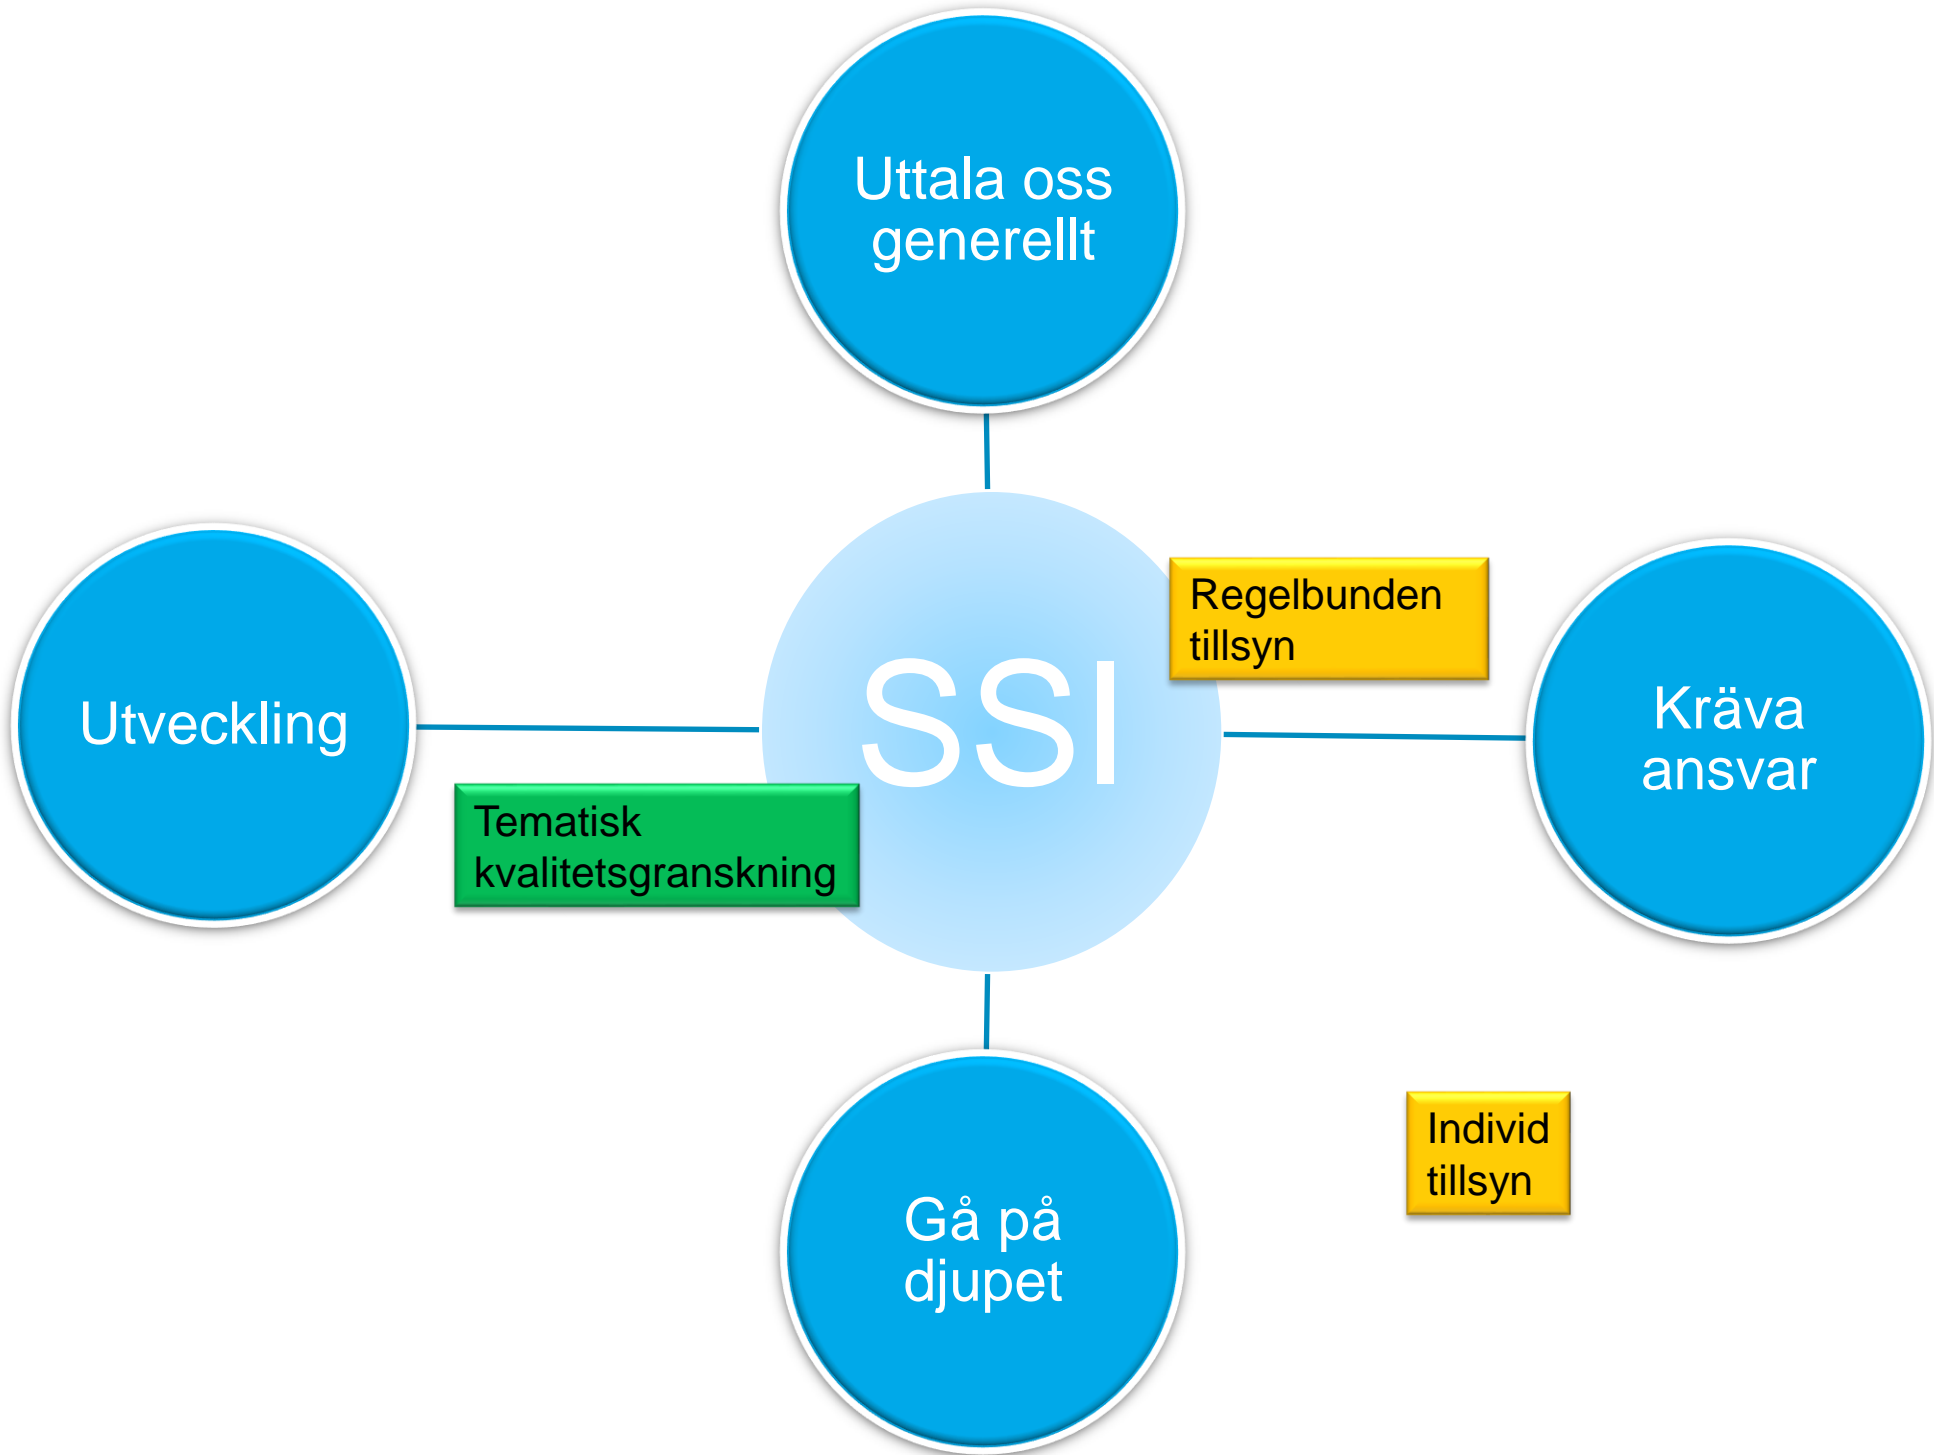 Uttala oss
generellt
Regelbunden
tillsyn
SSI
Utveckling
Kräva
ansvar
Tematisk
kvalitetsgranskning
Individ
tillsyn
Gå på
djupet